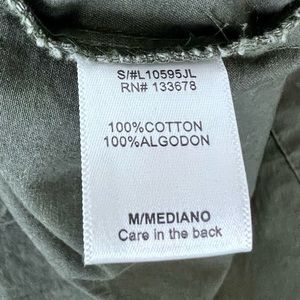 S/#L10595JL
RN# 133678
100%COTTON
100%ALGODON
M/MEDIANO
Care in the back